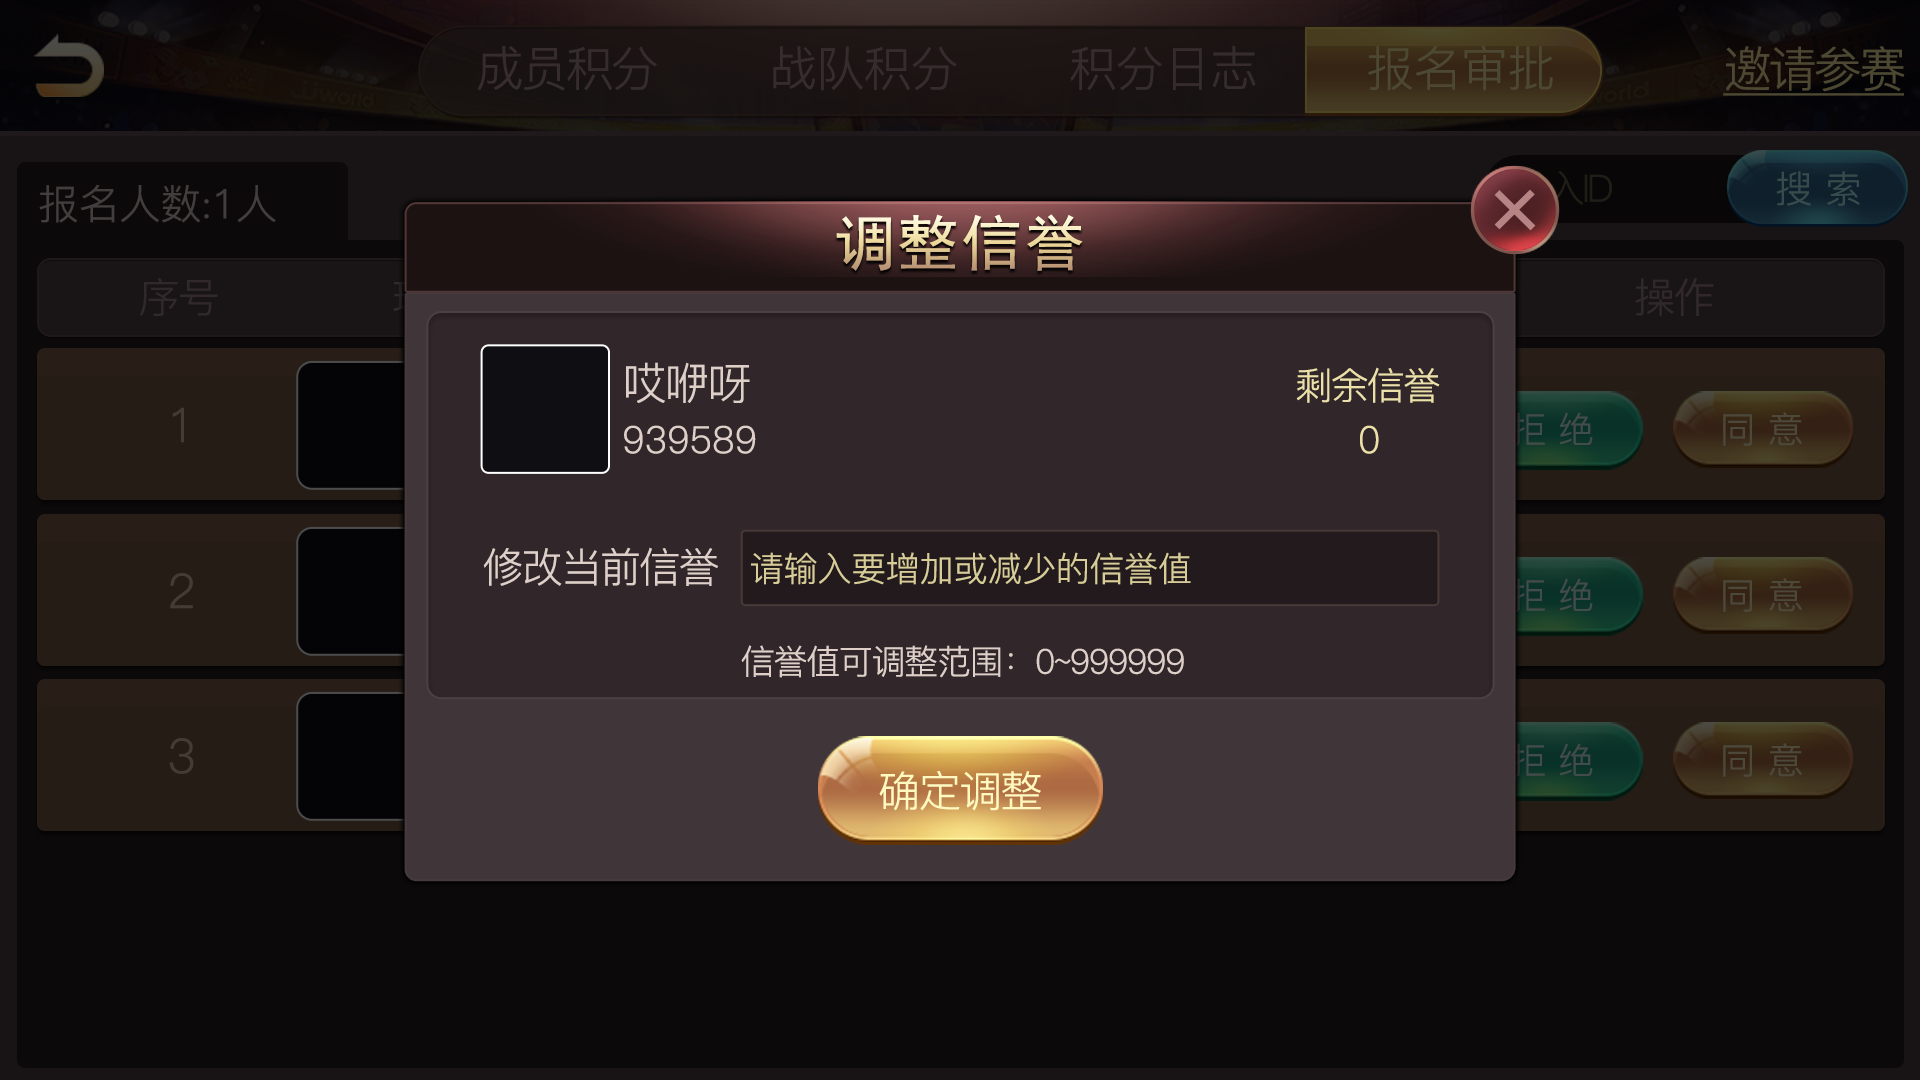 成员积分 战队积分 积分日志 报名审批 邀请参赛
报名人数:1人
入ID 搜索
调整信誉
序号 操作
哎咿呀
939589
剩余信誉
0
1 拒绝 同意
修改当前信誉 请输入要增加或减少的信誉值
2 拒绝 同意
信誉值可调整范围：0~999999
3 拒绝 同意
确定调整